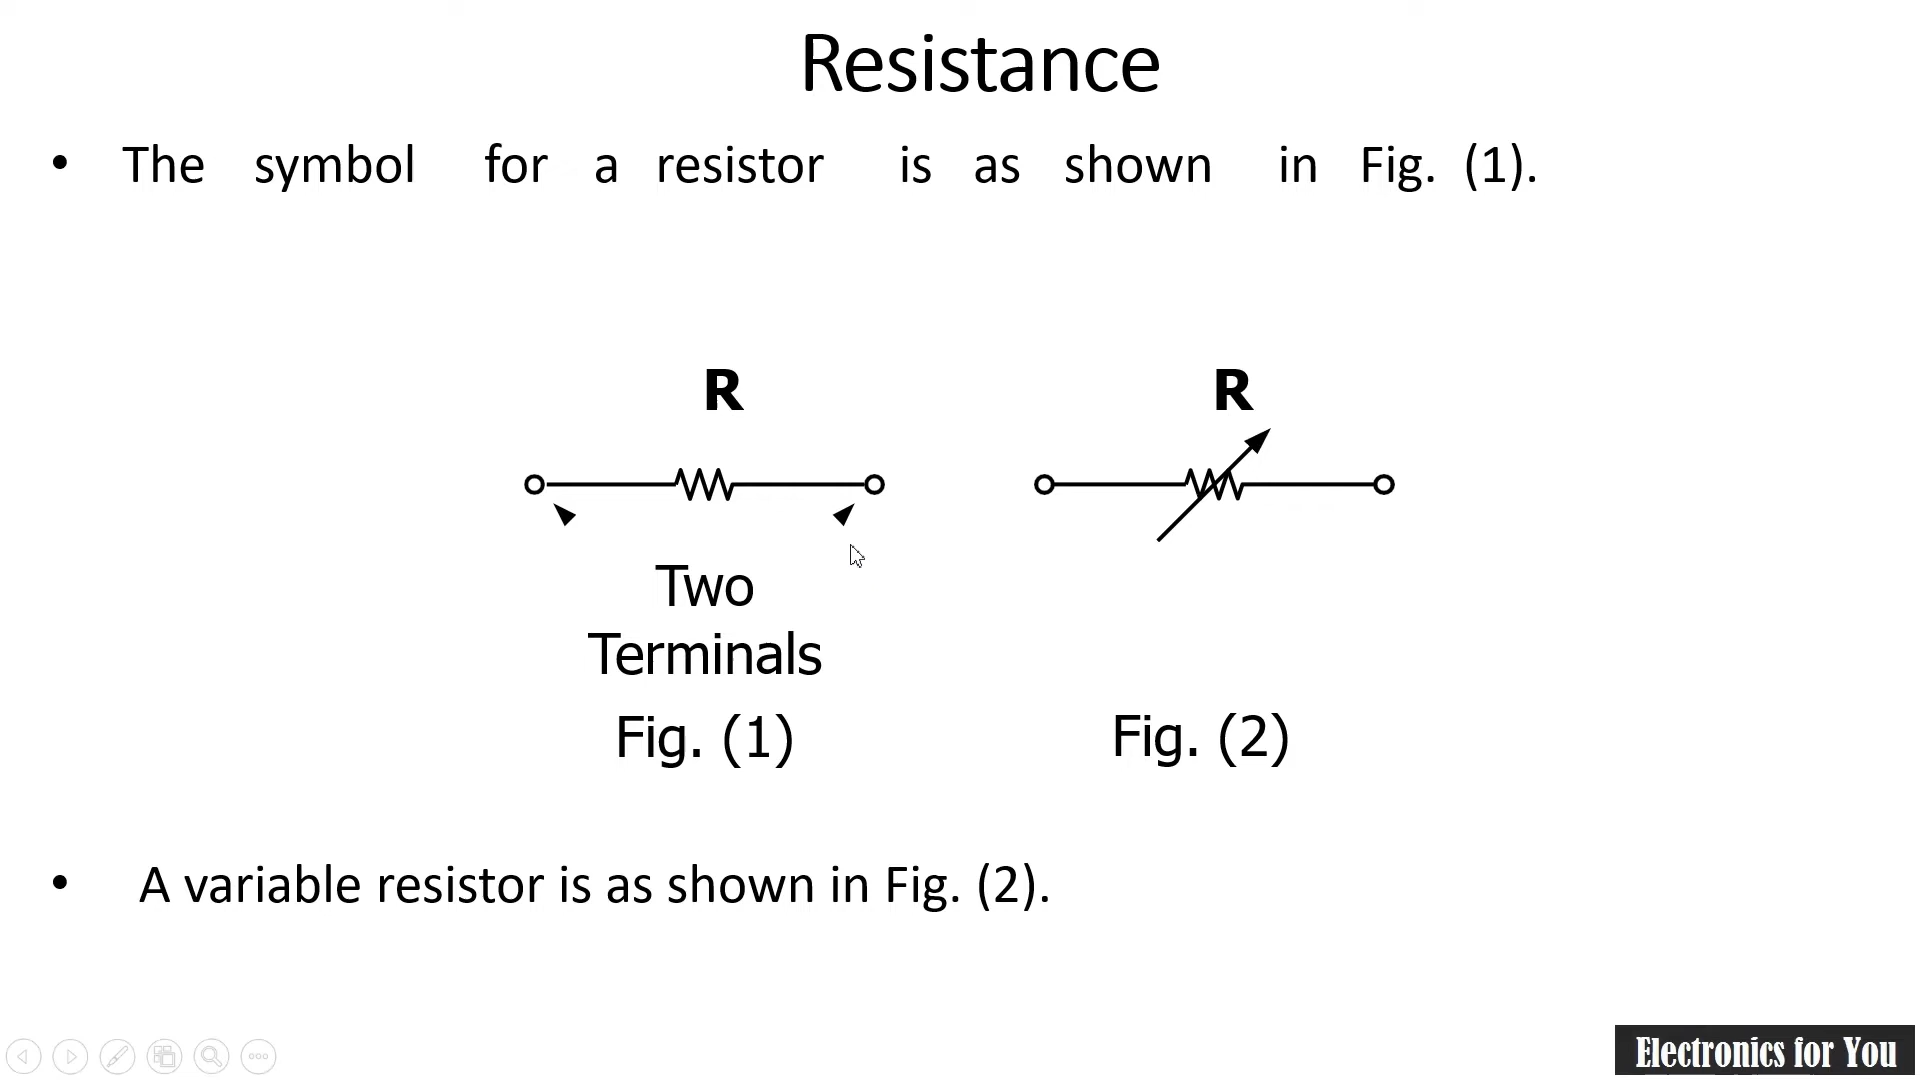 Resistance
• The symbol for a resistor is as shown in Fig. (1).
R
R
Two
Terminals
Fig. (1)
Fig. (2)
• A variable resistor is as shown in Fig. (2).
Electronics for You